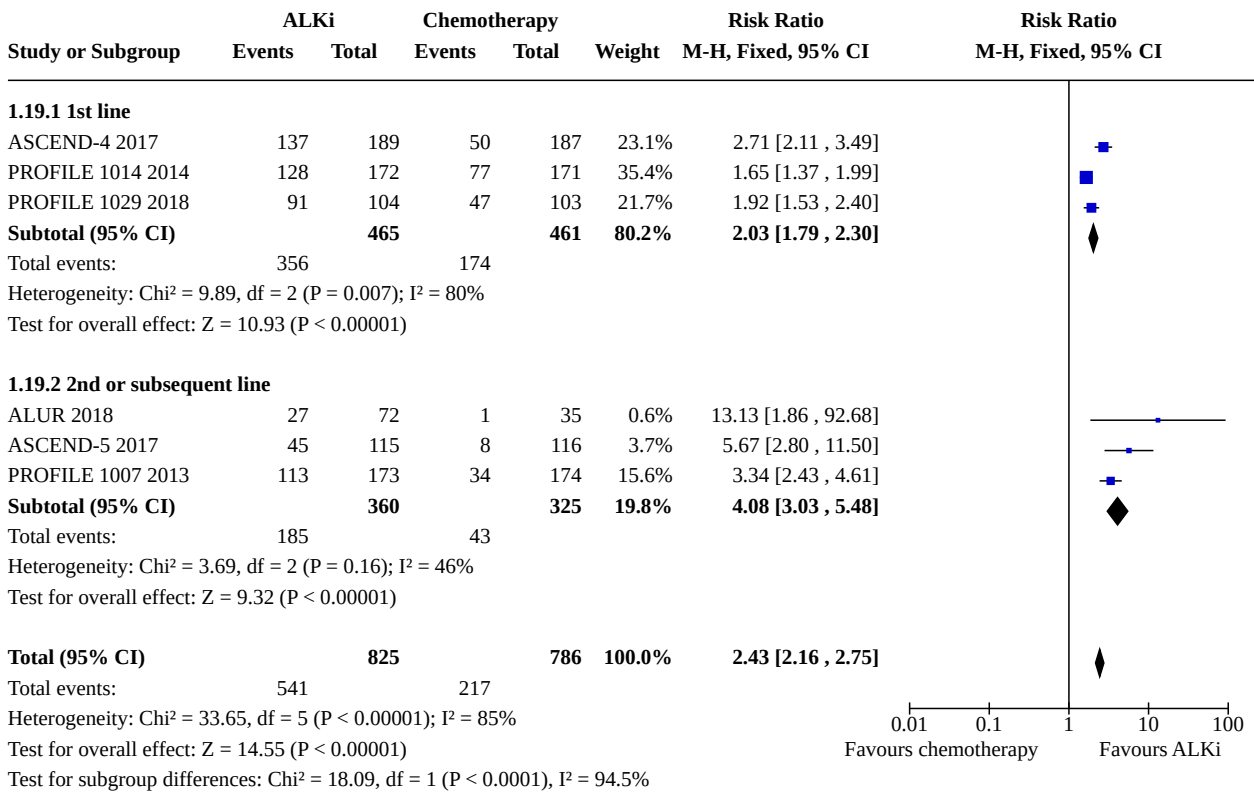 ALKi Chemotherapy Risk Ratio Risk Ratio
Study or Subgroup Events Total Events Total Weight M-H, Fixed, 95% CI M-H, Fixed, 95% CI
1.19.1 1st line
ASCEND-4 2017 137 189 50 187 23.1% 2.71 [2.11 , 3.49]
PROFILE 1014 2014 128 172 77 171 35.4% 1.65 [1.37 , 1.99]
PROFILE 1029 2018 91 104 47 103 21.7% 1.92 [1.53 , 2.40]
Subtotal (95% CI) 465 461 80.2% 2.03 [1.79 , 2.30]
Total events: 356 174
Heterogeneity: Chi² = 9.89, df = 2 (P = 0.007); I² = 80%
Test for overall effect: Z = 10.93 (P < 0.00001)
1.19.2 2nd or subsequent line
ALUR 2018 27 72 1 35 0.6% 13.13 [1.86 , 92.68]
ASCEND-5 2017 45 115 8 116 3.7% 5.67 [2.80 , 11.50]
PROFILE 1007 2013 113 173 34 174 15.6% 3.34 [2.43 , 4.61]
Subtotal (95% CI) 360 325 19.8% 4.08 [3.03 , 5.48]
Total events: 185 43
Heterogeneity: Chi² = 3.69, df = 2 (P = 0.16); I² = 46%
Test for overall effect: Z = 9.32 (P < 0.00001)
Total (95% CI) 825 786 100.0% 2.43 [2.16 , 2.75]
Total events: 541 217
Heterogeneity: Chi² = 33.65, df = 5 (P < 0.00001); I² = 85%
0.01 0.1 1 10 100
Test for overall effect: Z = 14.55 (P < 0.00001) Favours chemotherapy Favours ALKi
Test for subgroup differences: Chi² = 18.09, df = 1 (P < 0.0001), I² = 94.5%